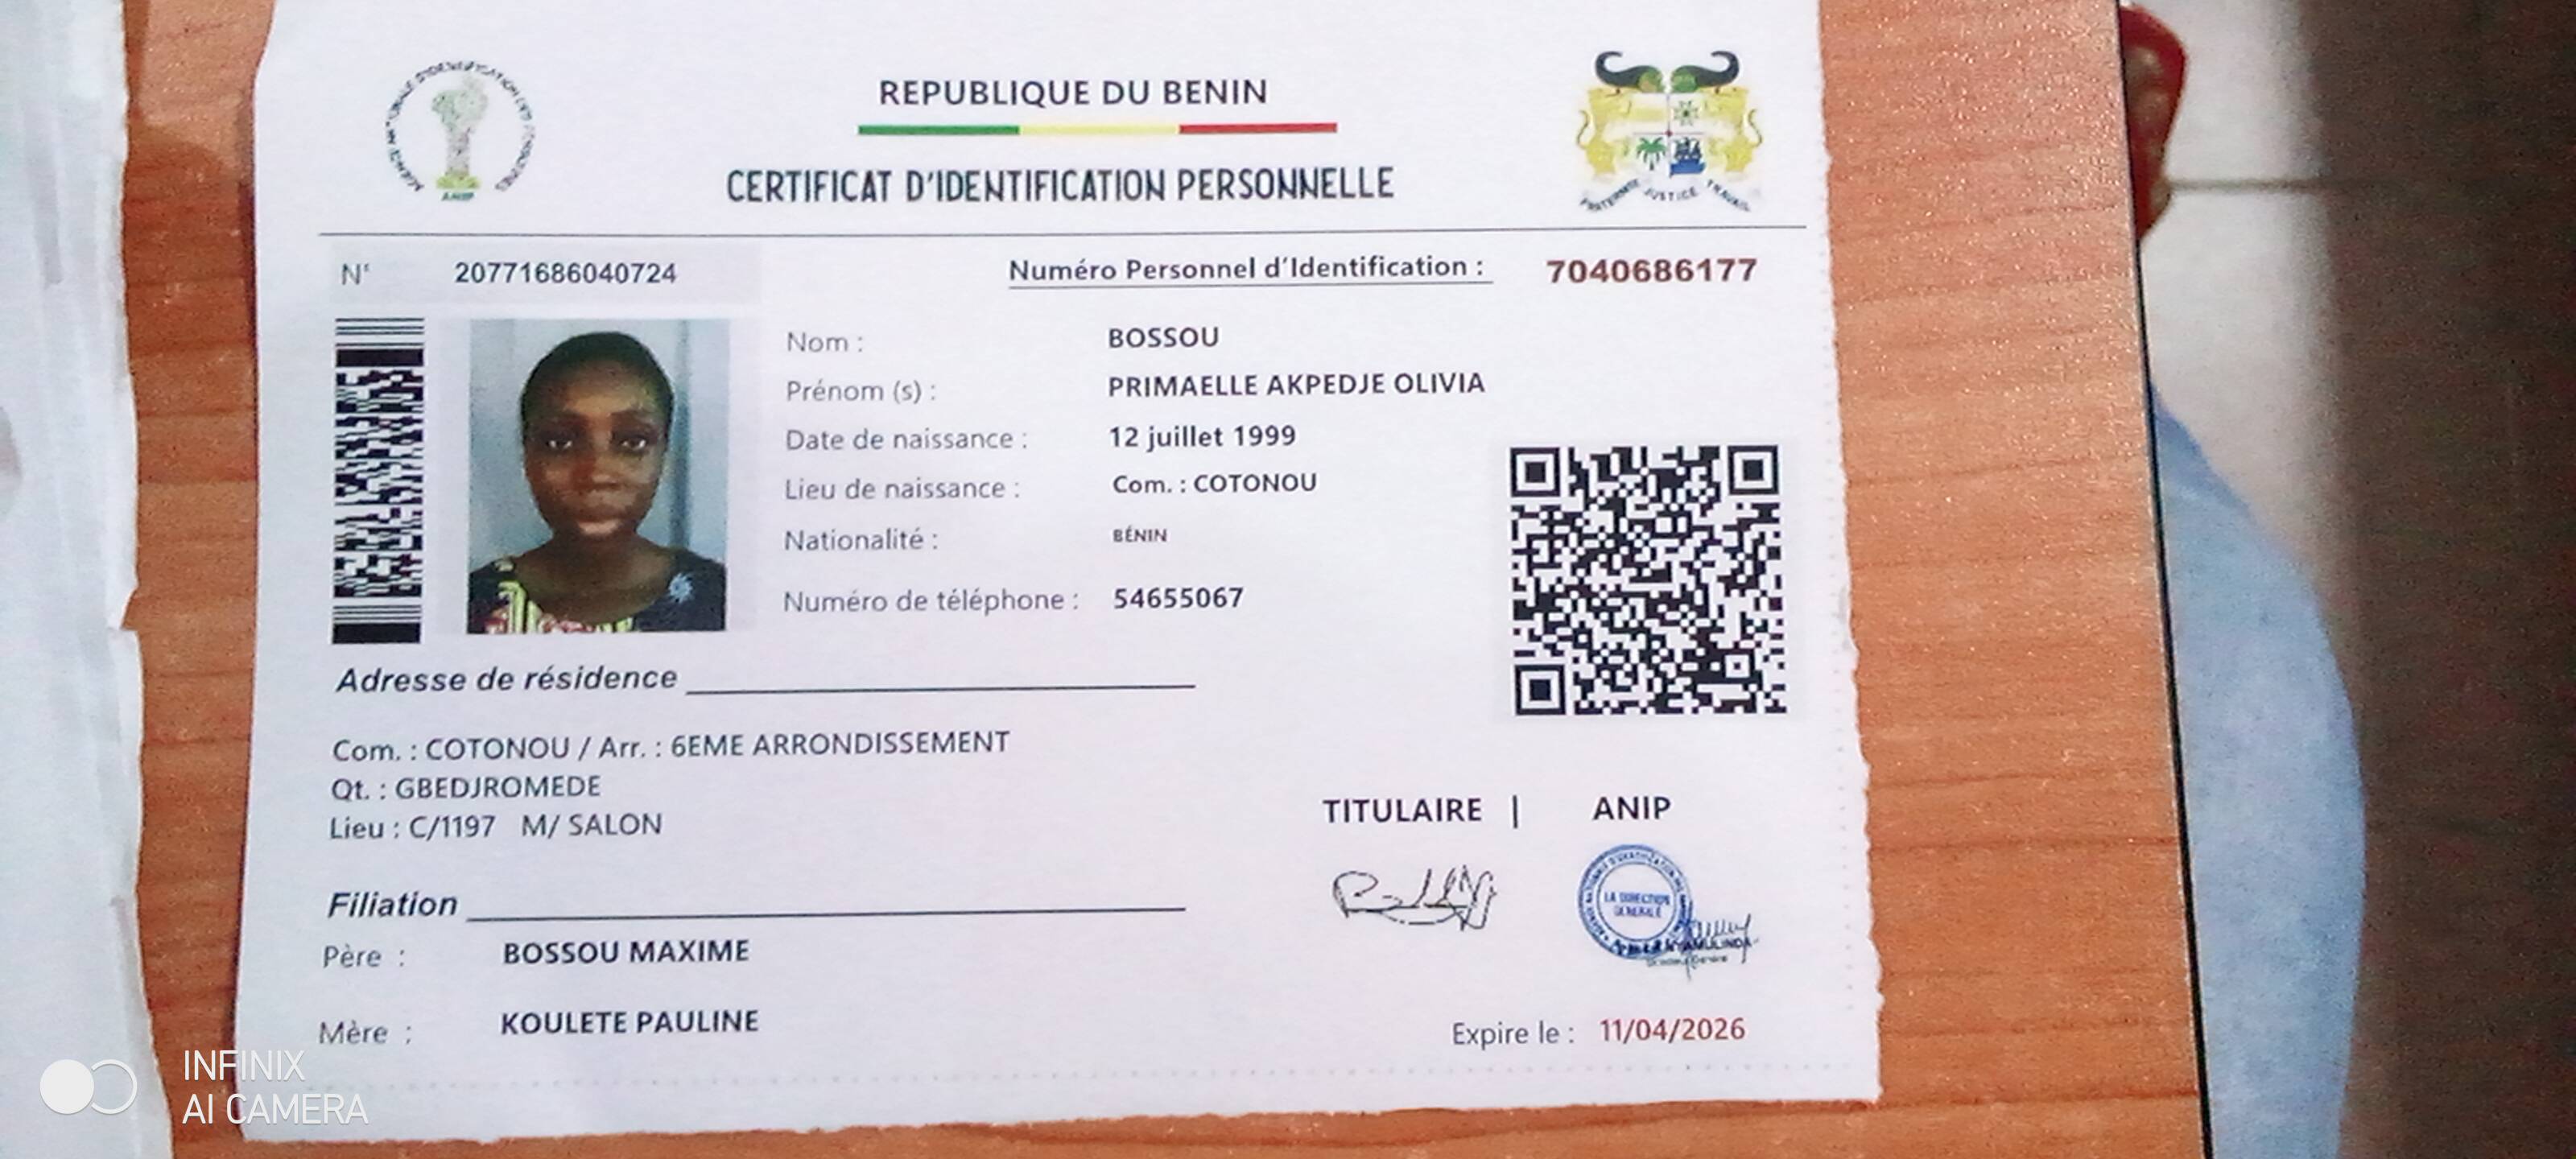 REPUBLIQUE DU BENIN
ANIP
CERTIFICAT D'IDENTIFICATION PERSONNELLE
FRATERNITE JUSTICE TRAVAIL
N° 20771686040724
Numéro Personnel d'Identification : 7040686177
Nom : BOSSOU
Prénom (s) : PRIMAELLE AKPEDJE OLIVIA
Date de naissance : 12 juillet 1999
Lieu de naissance : Com. : COTONOU
Nationalité : BÉNIN
Numéro de téléphone : 54655067
Adresse de résidence
Com. : COTONOU / Arr. : 6EME ARRONDISSEMENT
Qt. : GBEDJROMEDE
Lieu : C/1197 M/ SALON
TITULAIRE | ANIP
LA DIRECTION
GENERALE
Filiation
Père : BOSSOU MAXIME
Mère : KOULETE PAULINE
Expire le : 11/04/2026
INFINIX
AI CAMERA